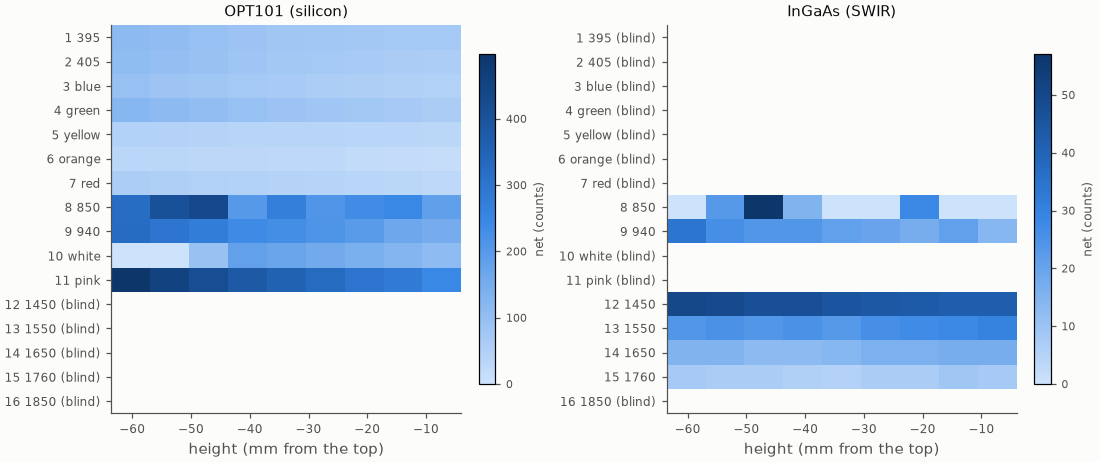 OPT101 (silicon)
1 395
2 405
3 blue
4 green
5 yellow
6 orange
7 red
8 850
9 940
10 white
11 pink
12 1450 (blind)
13 1550 (blind)
14 1650 (blind)
15 1760 (blind)
16 1850 (blind)
−60 −50 −40 −30 −20 −10
height (mm from the top)
400
300
200
100
0
net (counts)
InGaAs (SWIR)
1 395 (blind)
2 405 (blind)
3 blue (blind)
4 green (blind)
5 yellow (blind)
6 orange (blind)
7 red (blind)
8 850
9 940
10 white (blind)
11 pink (blind)
12 1450
13 1550
14 1650
15 1760
16 1850 (blind)
−60 −50 −40 −30 −20 −10
height (mm from the top)
50
40
30
20
10
0
net (counts)